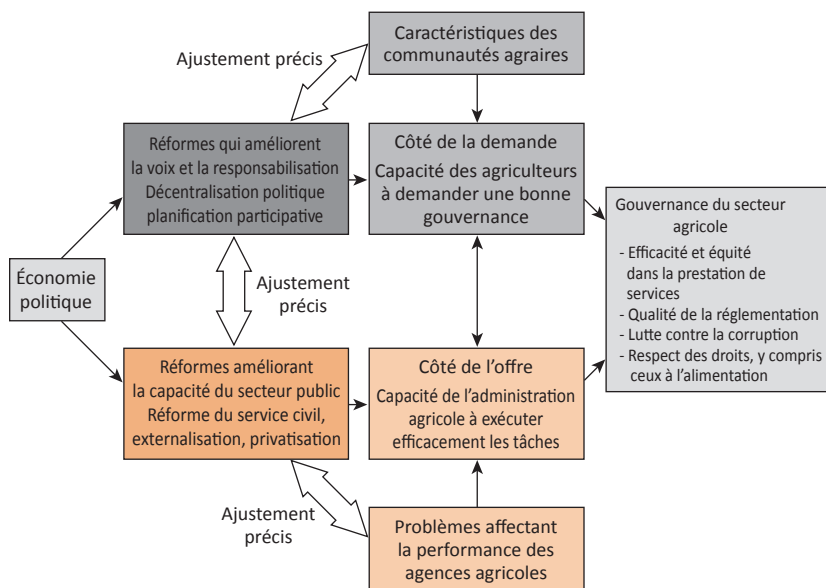 Ajustement précis
Caractéristiques des
communautés agraires
Réformes qui améliorent
la voix et la responsabilisation
Décentralisation politique
planification participative
Côté de la demande
Capacité des agriculteurs
à demander une bonne
gouvernance
Gouvernance du secteur
agricole
- Efficacité et équité
dans la prestation de
services
- Qualité de la réglementation
- Lutte contre la corruption
- Respect des droits, y compris
ceux à l'alimentation
Économie
politique
Ajustement
précis
Réformes améliorant
la capacité du secteur public
Réforme du service civil,
externalisation, privatisation
Côté de l'offre
Capacité de l'administration
agricole à exécuter
efficacement les tâches
Ajustement
précis
Problèmes affectant
la performance des
agences agricoles